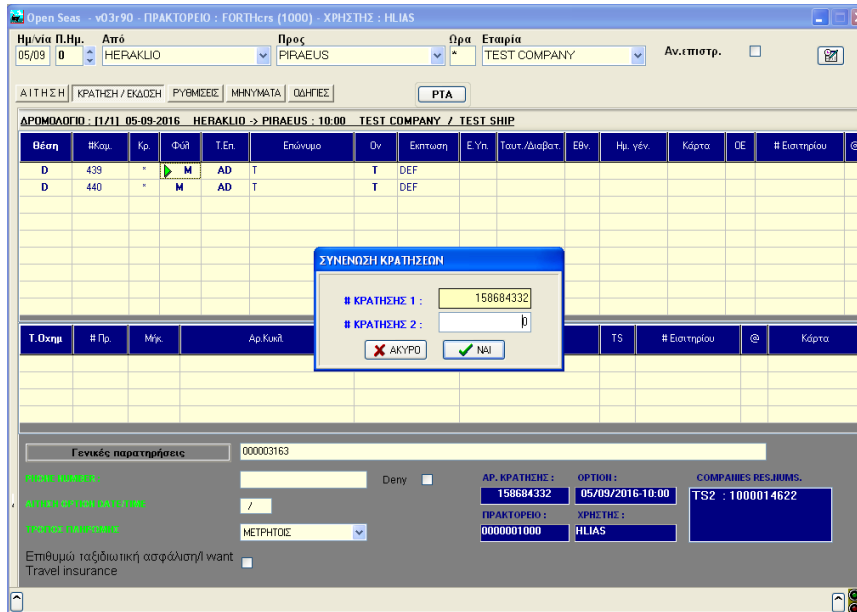 Open Seas - v03r90 - ΠΡΑΚΤΟΡΕΙΟ : FORTHcrs (1000) - ΧΡΗΣΤΗΣ : HLIAS
Ημ/νία Π.Ημ. Από Προς Ωρα Εταιρία
05/09 0 HERAKLIO PIRAEUS * TEST COMPANY Αν.επιστρ.
ΑΙΤΗΣΗ ΚΡΑΤΗΣΗ / ΕΚΔΟΣΗ ΡΥΘΜΙΣΕΙΣ ΜΗΝΥΜΑΤΑ ΟΔΗΓΙΕΣ PTA
ΔΡΟΜΟΛΟΓΙΟ : [1/1] 05-09-2016 HERAKLIO -> PIRAEUS : 10:00 TEST COMPANY / TEST SHIP
Θέση #Καμ. Κρ. Φύλ Τ.Επ. Επώνυμο Ον Εκπτωση Ε.Υπ. Ταυτ./Διαβατ. Εθν. Ημ. γέν. Κάρτα OE # Εισιτηρίου @
D 439 " M AD T T DEF
D 440 " M AD T T DEF
ΣΥΝΕΝΩΣΗ ΚΡΑΤΗΣΕΩΝ
# ΚΡΑΤΗΣΗΣ 1 : 158684332
# ΚΡΑΤΗΣΗΣ 2 : 0
ΑΚΥΡΟ ΝΑΙ
Τ.Οχημ # Πρ. Μήκ. Αρ.Κυκλ TS # Εισιτηρίου @ Κάρτα
Γενικές παρατηρήσεις 000003163
PHONE NUMBER : Deny ΑΡ. ΚΡΑΤΗΣΗΣ : OPTION : COMPANIES RES.NUMS.
158684332 05/09/2016-10:00 TS2 : 1000014622
ΑΙΤΗΣΗ OPTION DATE/TIME /
ΠΡΑΚΤΟΡΕΙΟ : ΧΡΗΣΤΗΣ :
ΤΡΟΠΟΣ ΠΛΗΡΩΜΗΣ ΜΕΤΡΗΤΟΙΣ 0000001000 HLIAS
Επιθυμώ ταξιδιωτική ασφάλιση/I want
Travel insurance